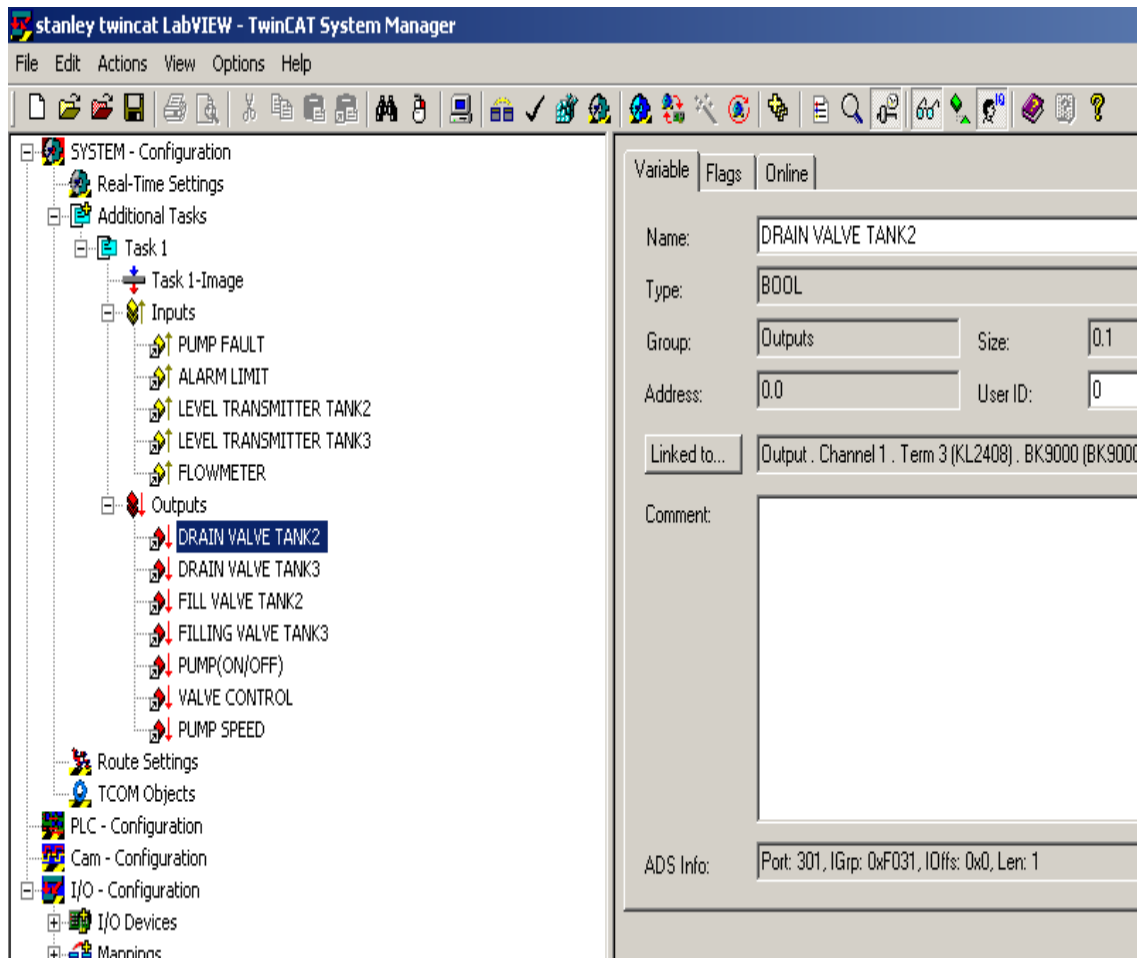 stanley twincat LabVIEW - TwinCAT System Manager
File Edit Actions View Options Help
SYSTEM - Configuration
Real-Time Settings
Additional Tasks
Task 1
Task 1-Image
Inputs
PUMP FAULT
ALARM LIMIT
LEVEL TRANSMITTER TANK2
LEVEL TRANSMITTER TANK3
FLOWMETER
Outputs
DRAIN VALVE TANK2
DRAIN VALVE TANK3
FILL VALVE TANK2
FILLING VALVE TANK3
PUMP(ON/OFF)
VALVE CONTROL
PUMP SPEED
Route Settings
TCOM Objects
PLC - Configuration
Cam - Configuration
I/O - Configuration
I/O Devices
Mappings
Variable Flags Online
Name: DRAIN VALVE TANK2
Type: BOOL
Group: Outputs Size: 0.1
Address: 0.0 User ID: 0
Linked to... Output . Channel 1 . Term 3 (KL2408) . BK9000 (BK9000
Comment:
ADS Info: Port: 301, IGrp: 0xF031, IOffs: 0x0, Len: 1